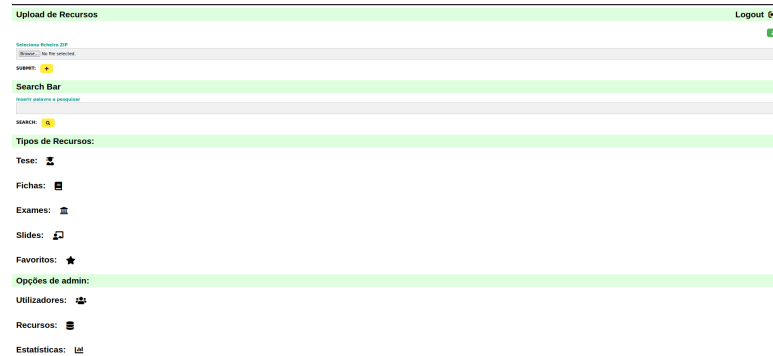 Upload de Recursos Logout
Selecione ficheiro ZIP
Browse... No file selected.
SUBMIT: +
Search Bar
Inserir palavra a pesquisar
SEARCH:
Tipos de Recursos:
Tese:
Fichas:
Exames:
Slides:
Favoritos:
Opções de admin:
Utilizadores:
Recursos:
Estatísticas: